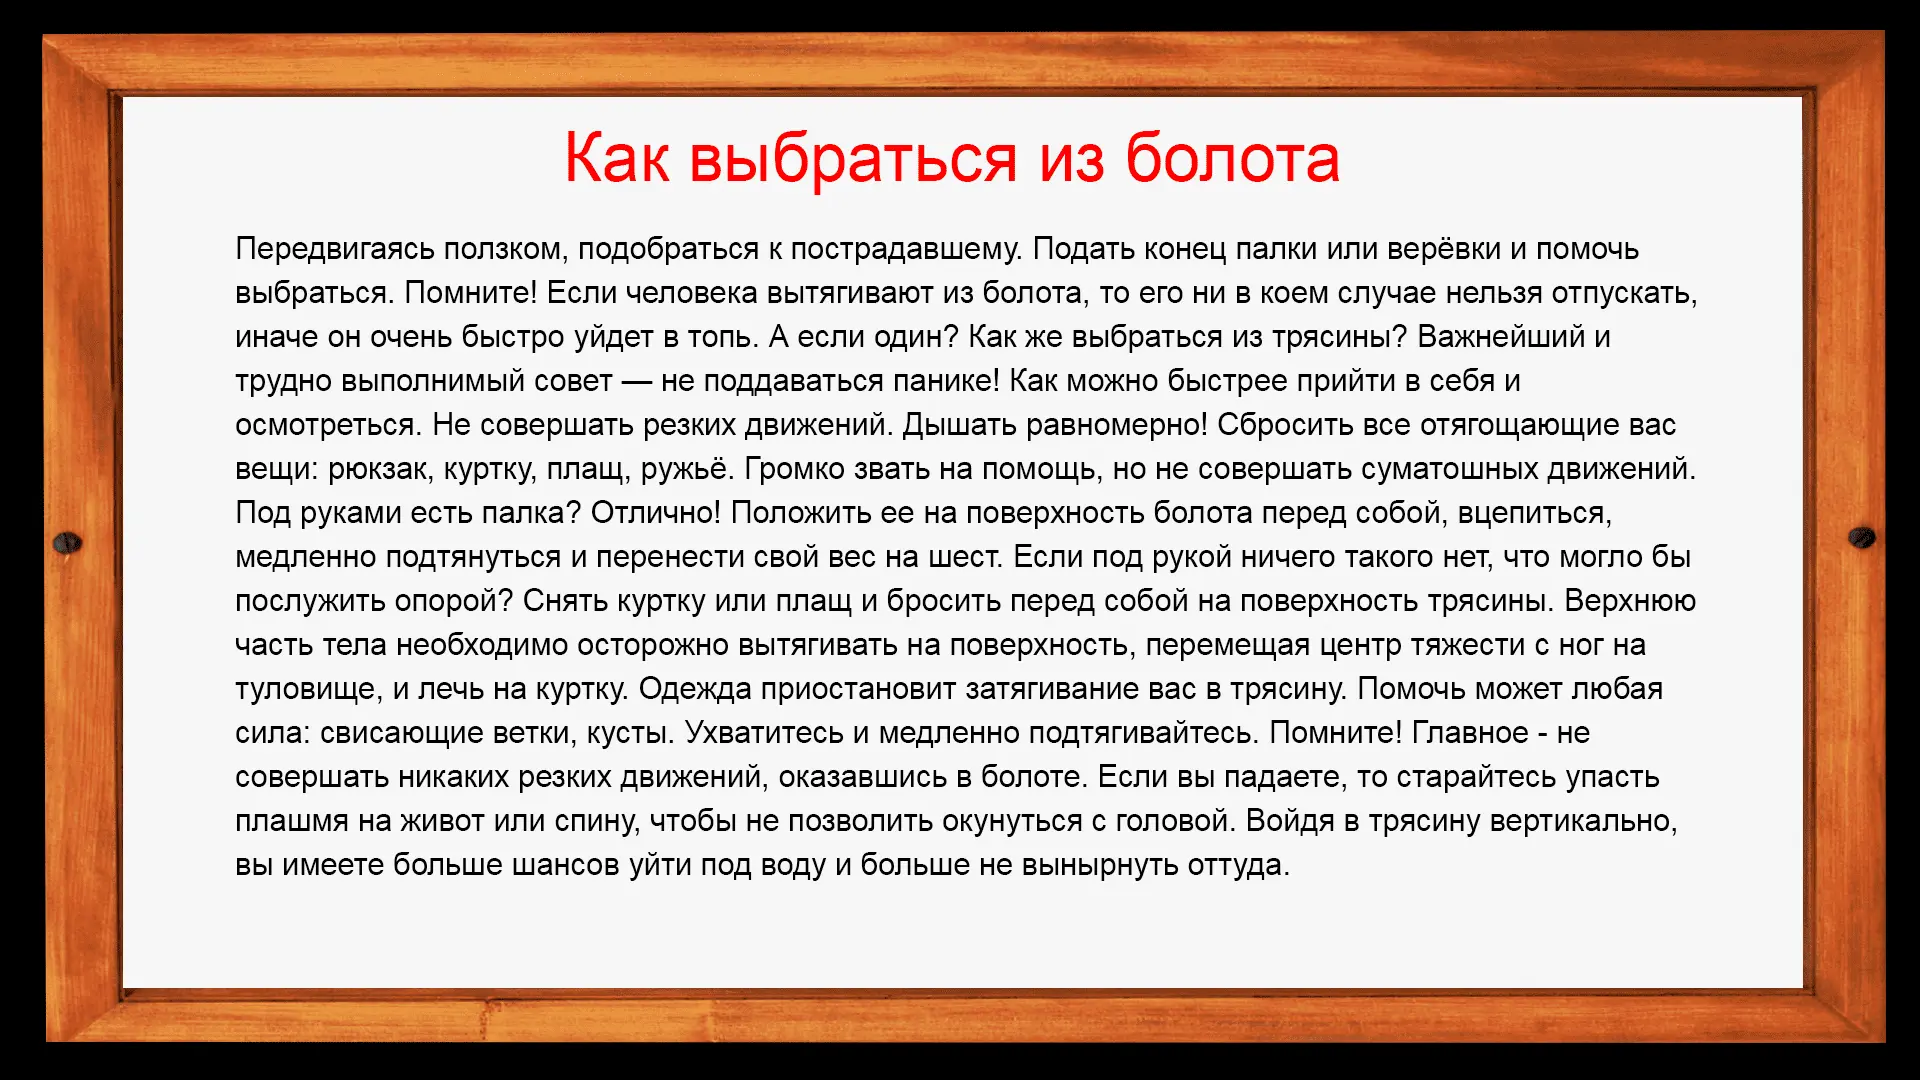 Как выбраться из болота
Передвигаясь ползком, подобраться к пострадавшему. Подать конец палки или верёвки и помочь
выбраться. Помните! Если человека вытягивают из болота, то его ни в коем случае нельзя отпускать,
иначе он очень быстро уйдет в топь. А если один? Как же выбраться из трясины? Важнейший и
трудно выполнимый совет — не поддаваться панике! Как можно быстрее прийти в себя и
осмотреться. Не совершать резких движений. Дышать равномерно! Сбросить все отягощающие вас
вещи: рюкзак, куртку, плащ, ружьё. Громко звать на помощь, но не совершать суматошных движений.
Под руками есть палка? Отлично! Положить ее на поверхность болота перед собой, вцепиться,
медленно подтянуться и перенести свой вес на шест. Если под рукой ничего такого нет, что могло бы
послужить опорой? Снять куртку или плащ и бросить перед собой на поверхность трясины. Верхнюю
часть тела необходимо осторожно вытягивать на поверхность, перемещая центр тяжести с ног на
туловище, и лечь на куртку. Одежда приостановит затягивание вас в трясину. Помочь может любая
сила: свисающие ветки, кусты. Ухватитесь и медленно подтягивайтесь. Помните! Главное - не
совершать никаких резких движений, оказавшись в болоте. Если вы падаете, то старайтесь упасть
плашмя на живот или спину, чтобы не позволить окунуться с головой. Войдя в трясину вертикально,
вы имеете больше шансов уйти под воду и больше не вынырнуть оттуда.